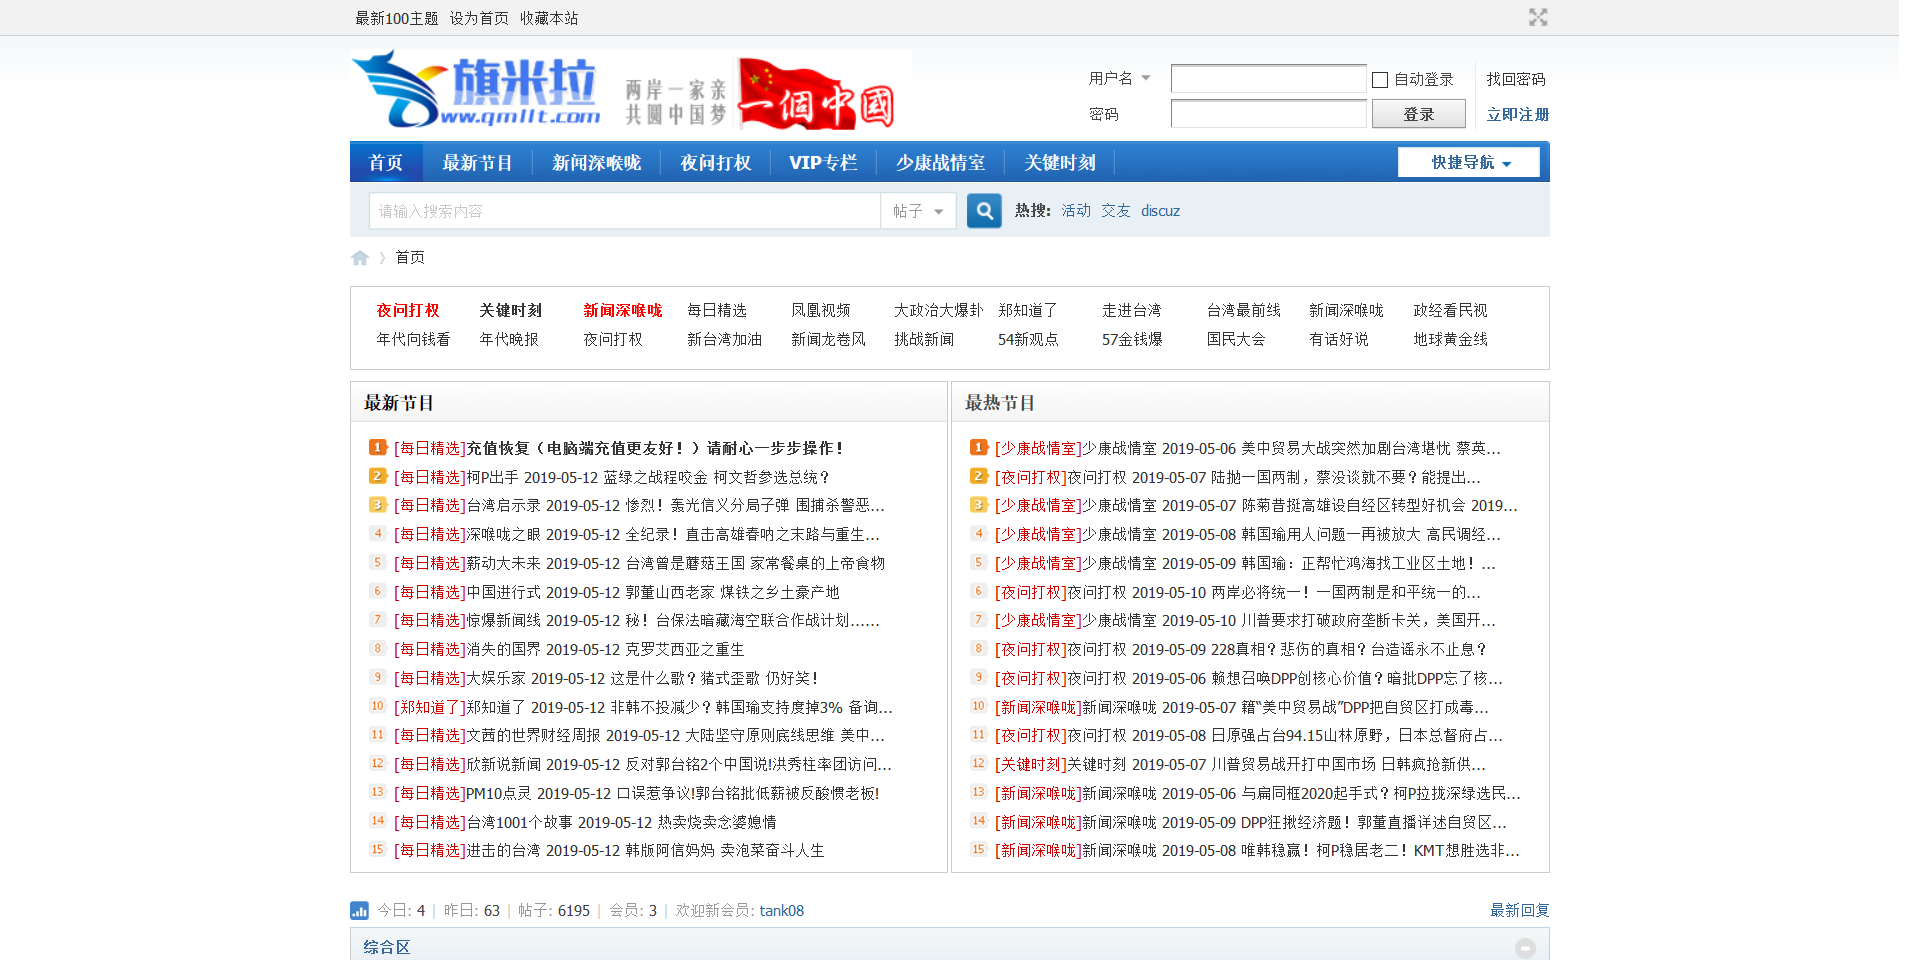 最新100主题 设为首页 收藏本站
旗米拉
www.qmllt.com
两岸一家亲
共圆中国梦
一個中國
用户名 自动登录 找回密码
密码 登录 立即注册
首页 最新节目 新闻深喉咙 夜问打权 VIP专栏 少康战情室 关键时刻 快捷导航
请输入搜索内容 帖子 热搜: 活动 交友 discuz
首页
夜问打权 关键时刻 新闻深喉咙 每日精选 凤凰视频 大政治大爆卦 郑知道了 走进台湾 台湾最前线 新闻深喉咙 政经看民视
年代向钱看 年代晚报 夜问打权 新台湾加油 新闻龙卷风 挑战新闻 54新观点 57金钱爆 国民大会 有话好说 地球黄金线
最新节目
1 [每日精选]充值恢复（电脑端充值更友好！）请耐心一步步操作！
2 [每日精选]柯P出手 2019-05-12 蓝绿之战程咬金 柯文哲参选总统？
3 [每日精选]台湾启示录 2019-05-12 惨烈！轰光信义分局子弹 围捕杀警恶...
4 [每日精选]深喉咙之眼 2019-05-12 全纪录！直击高雄春呐之末路与重生...
5 [每日精选]薪动大未来 2019-05-12 台湾曾是蘑菇王国 家常餐桌的上帝食物
6 [每日精选]中国进行式 2019-05-12 郭董山西老家 煤铁之乡土豪产地
7 [每日精选]惊爆新闻线 2019-05-12 秘！台保法暗藏海空联合作战计划......
8 [每日精选]消失的国界 2019-05-12 克罗艾西亚之重生
9 [每日精选]大娱乐家 2019-05-12 这是什么歌？猪式歪歌 仍好笑！
10 [郑知道了]郑知道了 2019-05-12 非韩不投减少？韩国瑜支持度掉3% 备询...
11 [每日精选]文茜的世界财经周报 2019-05-12 大陆坚守原则底线思维 美中...
12 [每日精选]欣新说新闻 2019-05-12 反对郭台铭2个中国说!洪秀柱率团访问...
13 [每日精选]PM10点灵 2019-05-12 口误惹争议!郭台铭批低薪被反酸惯老板!
14 [每日精选]台湾1001个故事 2019-05-12 热卖烧卖念婆媳情
15 [每日精选]进击的台湾 2019-05-12 韩版阿信妈妈 卖泡菜奋斗人生
最热节目
1 [少康战情室]少康战情室 2019-05-06 美中贸易大战突然加剧台湾堪忧 蔡英...
2 [夜问打权]夜问打权 2019-05-07 陆抛一国两制，蔡没谈就不要？能提出...
3 [少康战情室]少康战情室 2019-05-07 陈菊昔挺高雄设自经区转型好机会 2019...
4 [少康战情室]少康战情室 2019-05-08 韩国瑜用人问题一再被放大 高民调经...
5 [少康战情室]少康战情室 2019-05-09 韩国瑜：正帮忙鸿海找工业区土地！...
6 [夜问打权]夜问打权 2019-05-10 两岸必将统一！一国两制是和平统一的...
7 [少康战情室]少康战情室 2019-05-10 川普要求打破政府垄断卡关，美国开...
8 [夜问打权]夜问打权 2019-05-09 228真相？悲伤的真相？台造谣永不止息？
9 [夜问打权]夜问打权 2019-05-06 赖想召唤DPP创核心价值？暗批DPP忘了核...
10 [新闻深喉咙]新闻深喉咙 2019-05-07 籍“美中贸易战”DPP把自贸区打成毒...
11 [夜问打权]夜问打权 2019-05-08 日原强占台94.15山林原野，日本总督府占...
12 [关键时刻]关键时刻 2019-05-07 川普贸易战开打中国市场 日韩疯抢新供...
13 [新闻深喉咙]新闻深喉咙 2019-05-06 与扁同框2020起手式？柯P拉拢深绿选民...
14 [新闻深喉咙]新闻深喉咙 2019-05-09 DPP狂揪经济题！郭董直播详述自贸区...
15 [新闻深喉咙]新闻深喉咙 2019-05-08 唯韩稳赢！柯P稳居老二！KMT想胜选非...
今日: 4 | 昨日: 63 | 帖子: 6195 | 会员: 3 | 欢迎新会员: tank08 最新回复
综合区